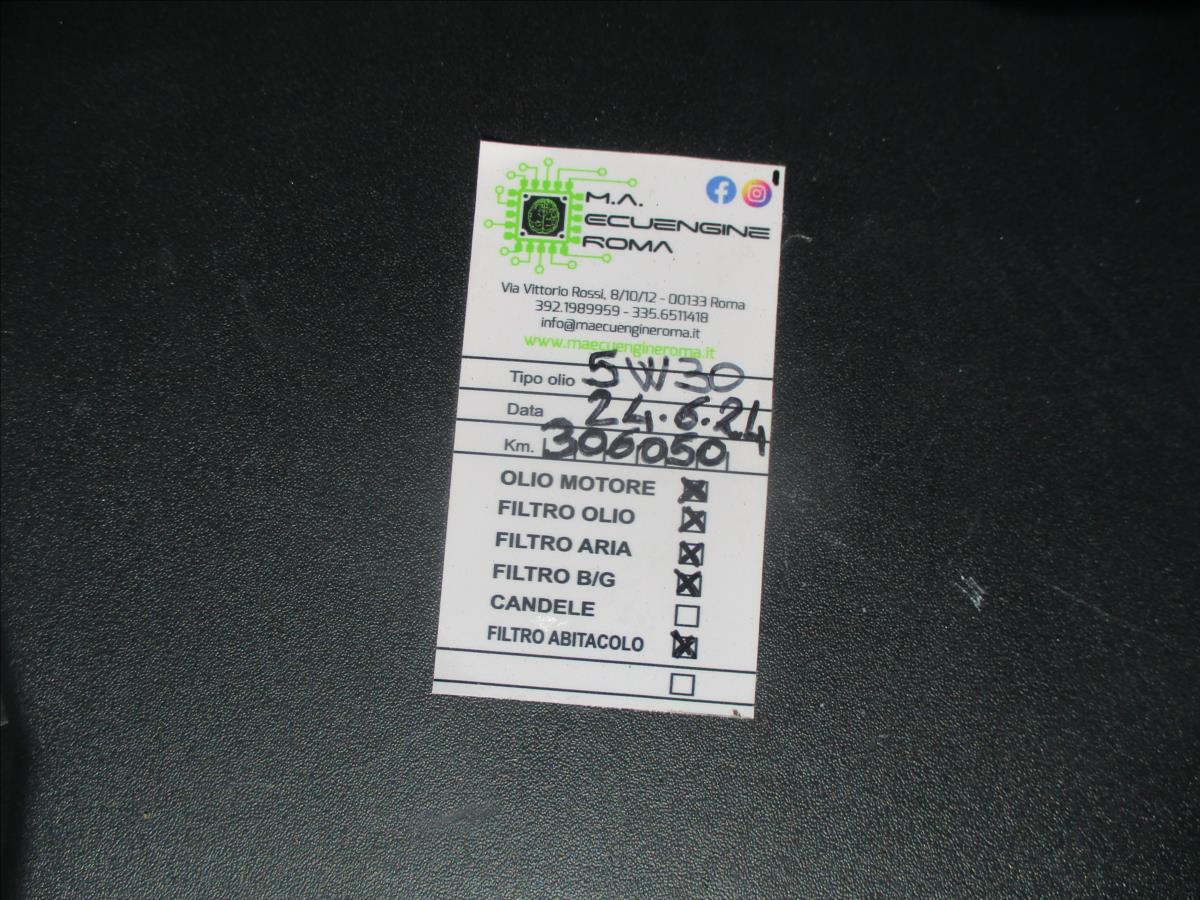 M.A.
ECUENGINE
ROMA
Via Vittorio Rossi, 8/10/12 - 00133 Roma
392.1989959 - 335.6511418
info@maecuengineroma.it
www.maecuengineroma.it
Tipo olio 5W30
Data 24.6.24
Km. 306050
OLIO MOTORE
FILTRO OLIO
FILTRO ARIA
FILTRO B/G
CANDELE
FILTRO ABITACOLO